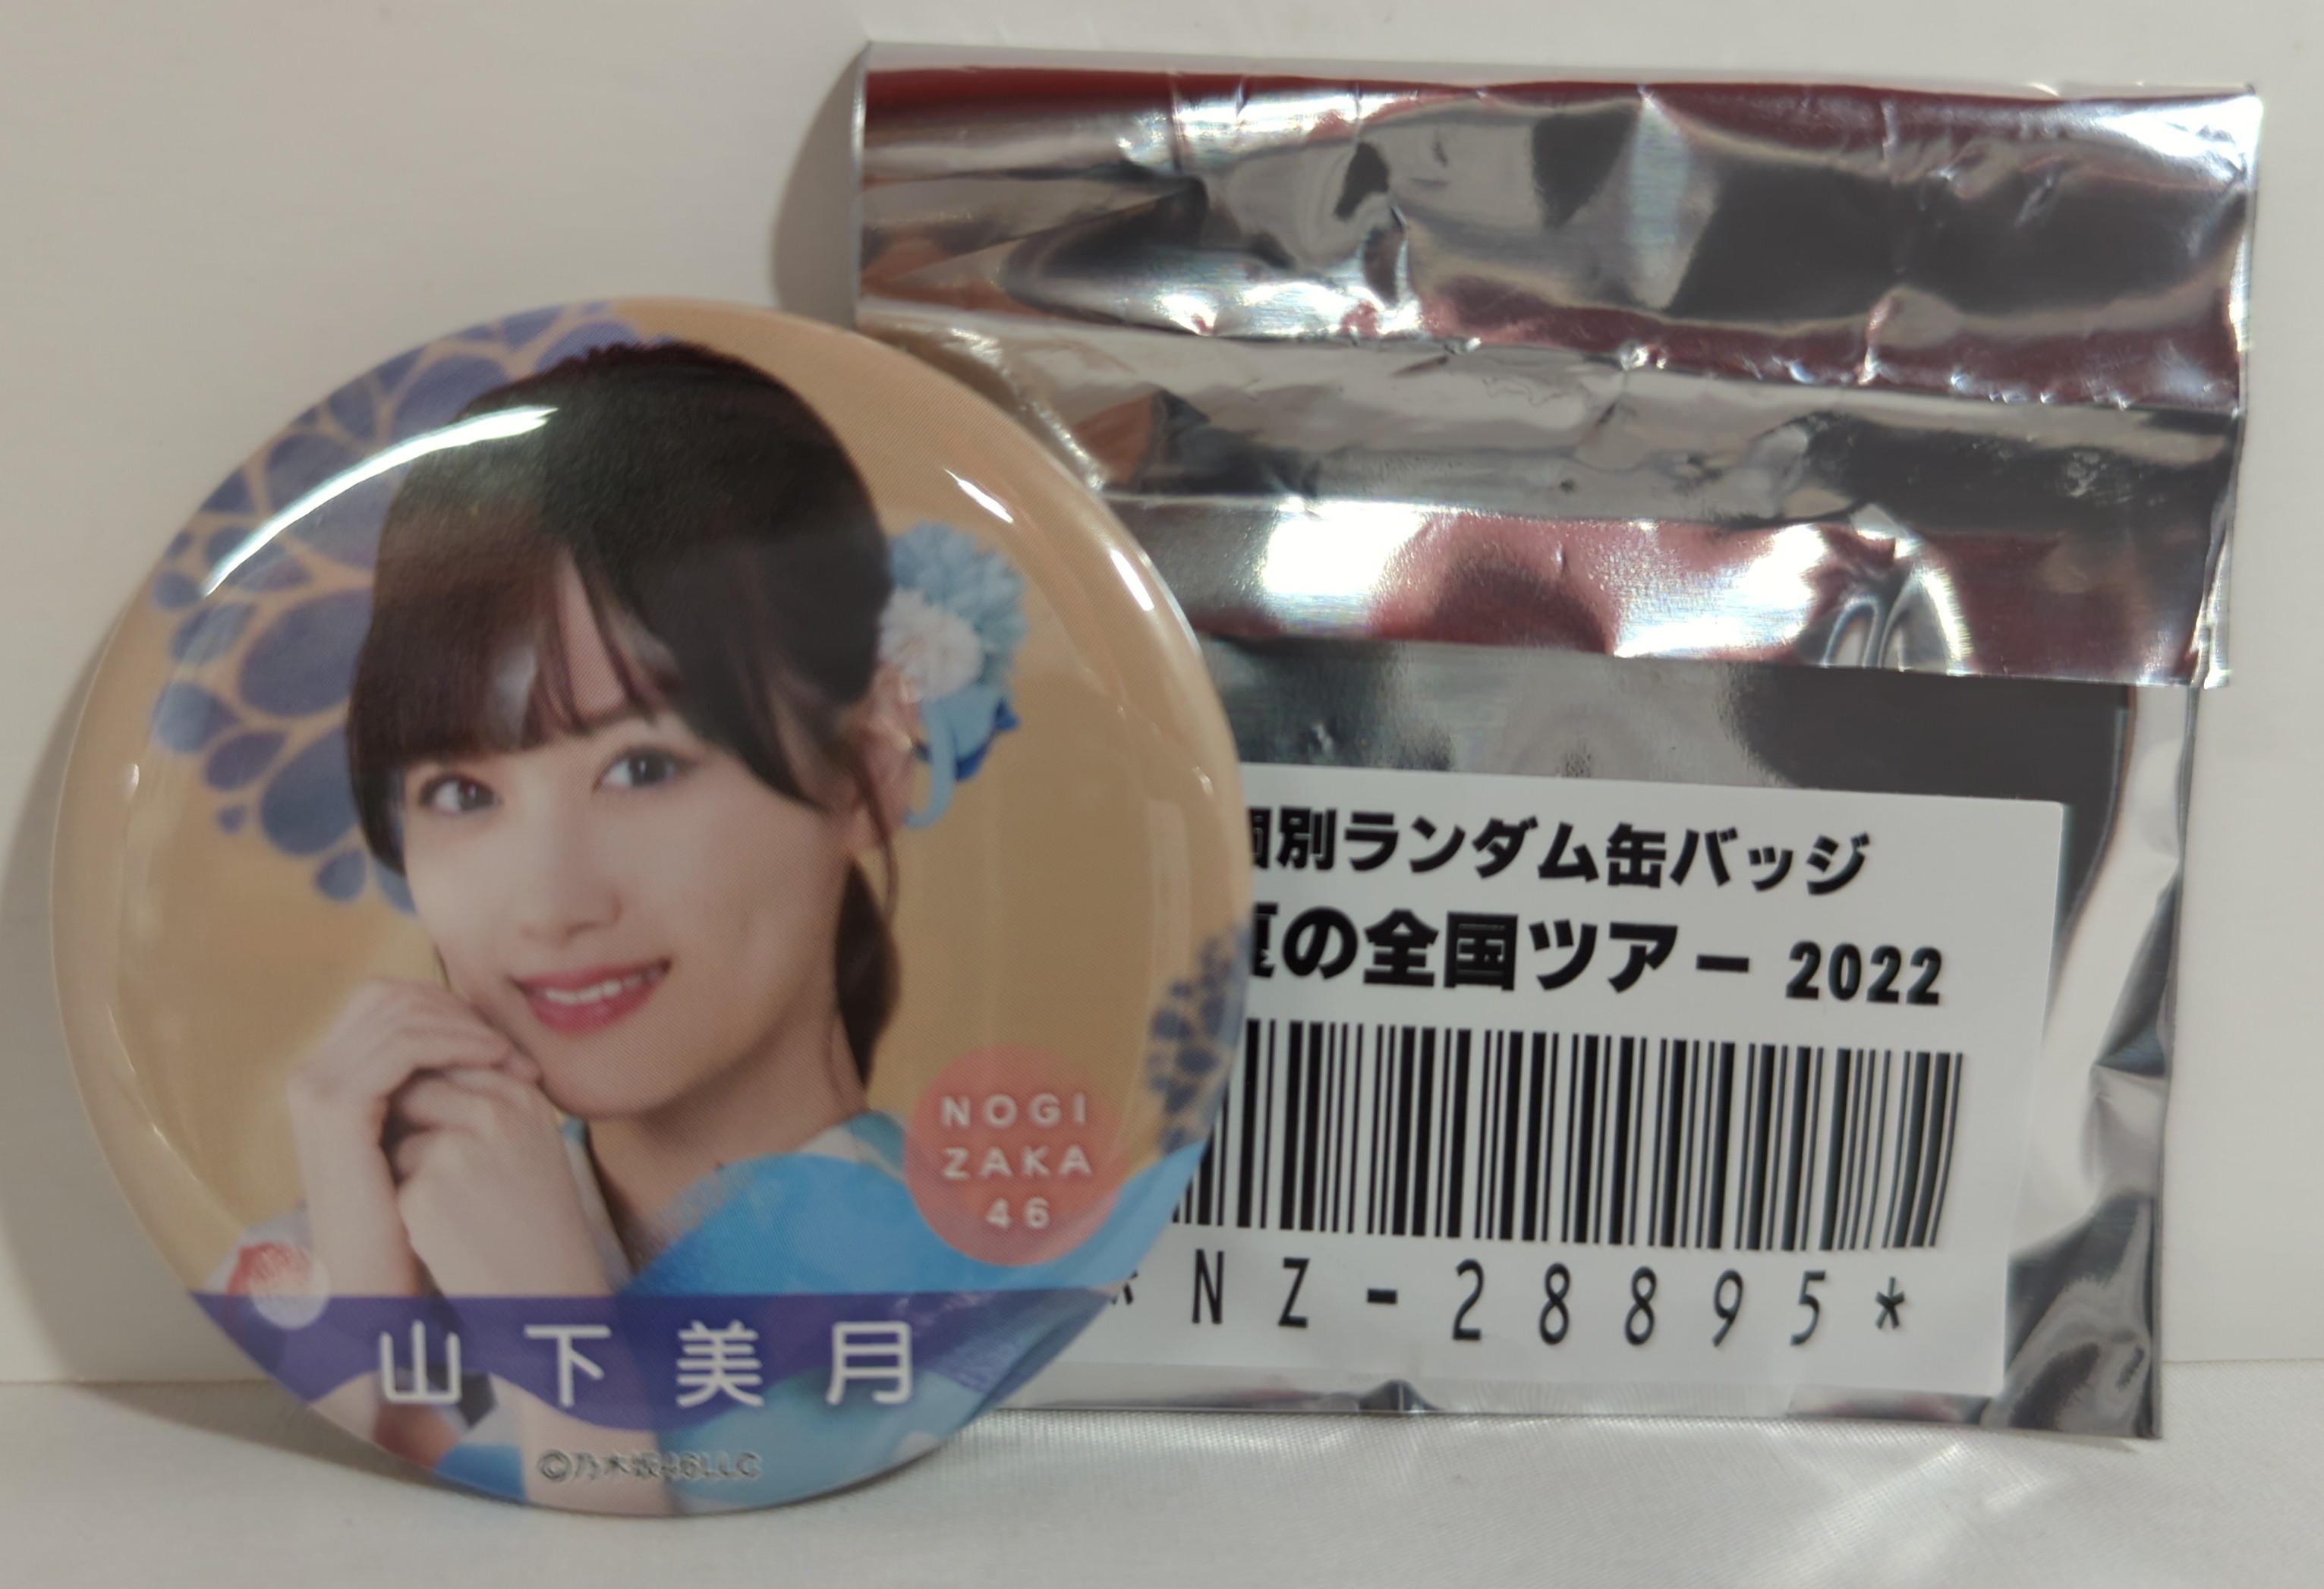 NOGI
ZAKA
46
山下美月
©乃木坂46LLC
別ランダム缶バッジ
夏の全国ツアー 2022
*NZ-28895*